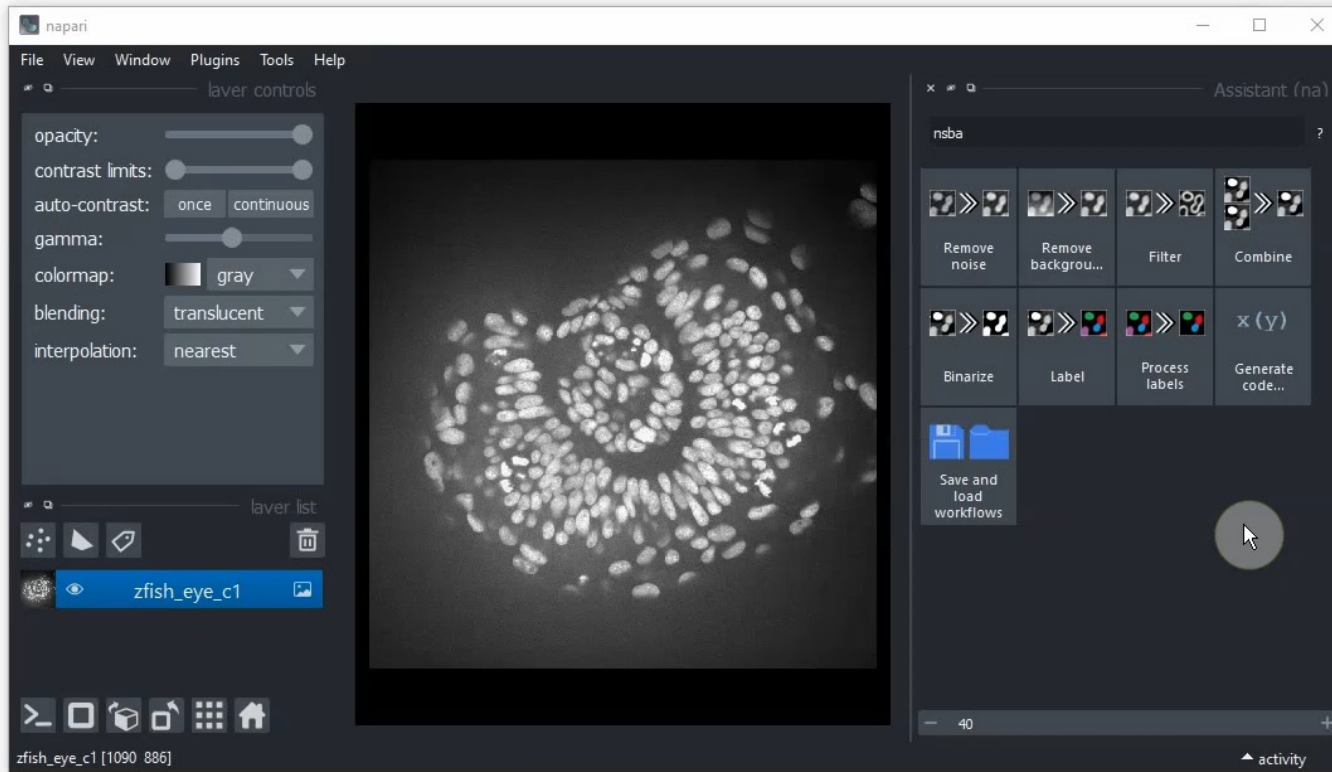 napari
File View Window Plugins Tools Help
layer controls
opacity:
contrast limits:
auto-contrast: once continuous
gamma:
colormap: gray
blending: translucent
interpolation: nearest
layer list
zfish_eye_c1
zfish_eye_c1 [1090 886]
Assistant (na)
nsba ?
Remove
noise
Remove
backgrou...
Filter
Combine
Binarize
Label
Process
labels
x (y)
Generate
code...
Save and
load
workflows
40
activity